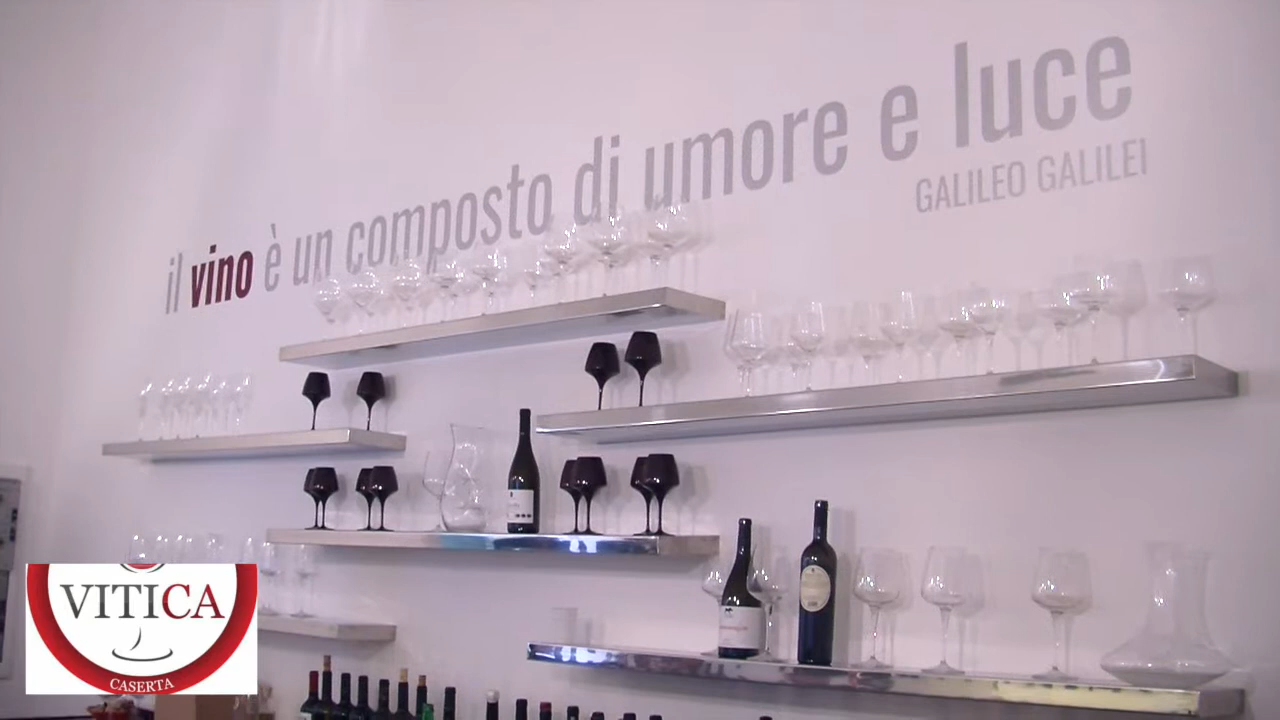 il vino è un composto di umore e luce
GALILEO GALILEI
VITICA
CASERTA